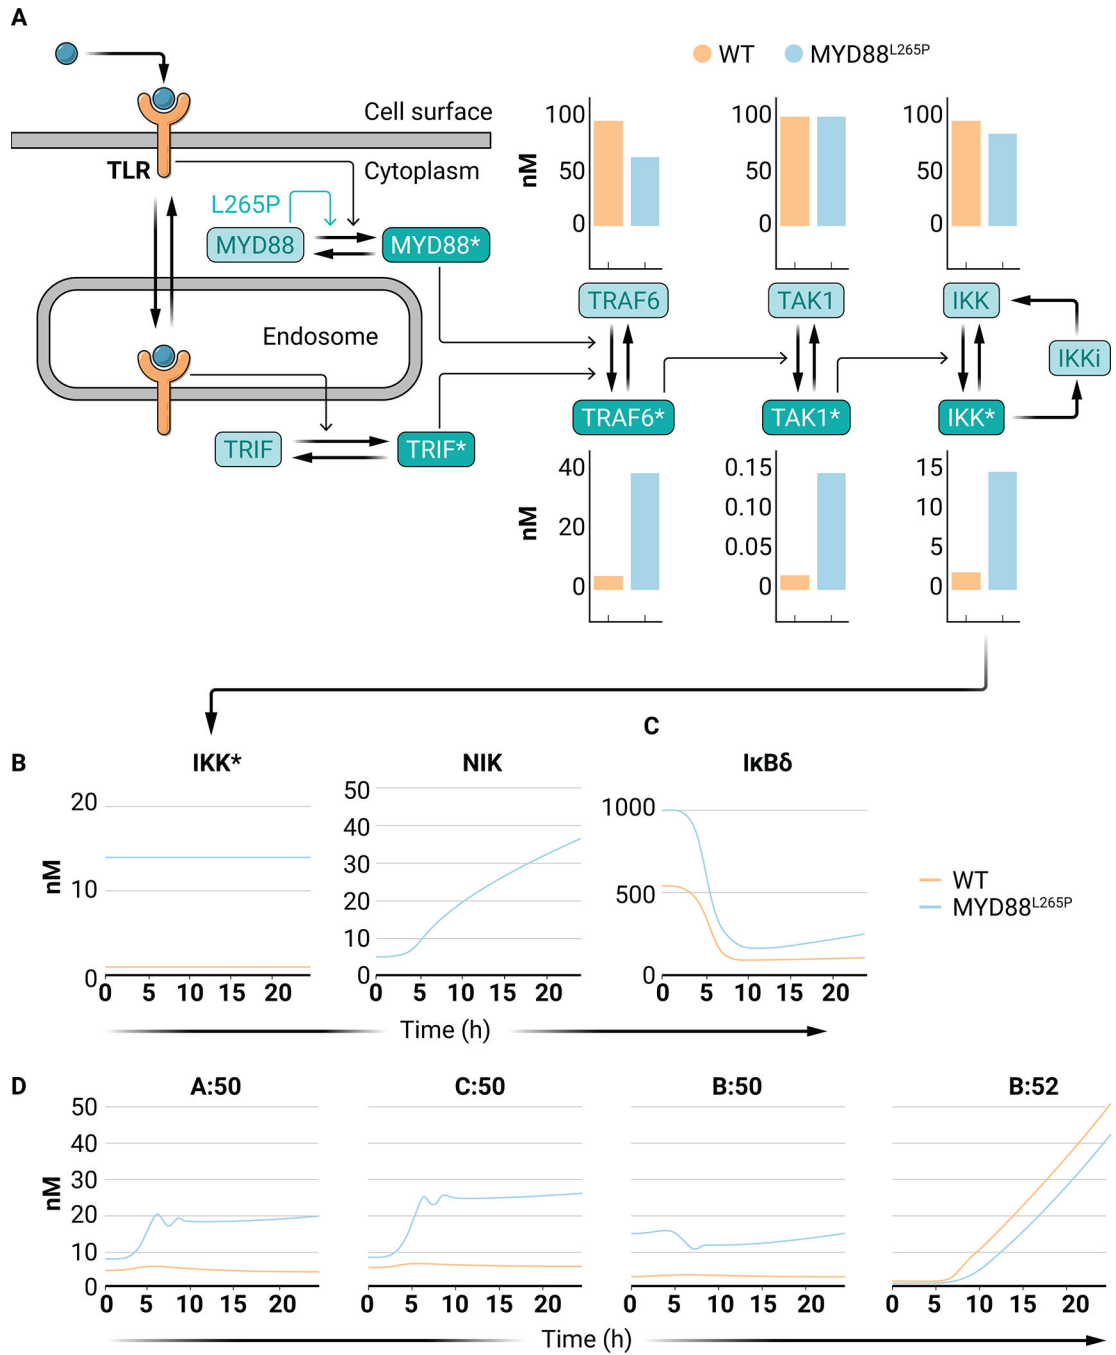 A
WT MYD88L265P
Cell surface
TLR
Cytoplasm
L265P
MYD88 MYD88*
Endosome
TRIF TRIF*
nM
100
50
0
100
50
0
100
50
0
TRAF6 TAK1 IKK
IKKi
TRAF6* TAK1* IKK*
nM
40
20
0
0.15
0.10
0.05
0
15
10
5
0
B
IKK*
nM
20
10
0
0 5 10 15 20
NIK
50
40
30
20
10
0
0 5 10 15 20
C
IκBδ
1000
500
0
0 5 10 15 20
WT
MYD88L265P
Time (h)
D
A:50 C:50 B:50 B:52
nM
50
40
30
20
10
0
0 5 10 15 20
0 5 10 15 20
0 5 10 15 20
0 5 10 15 20
Time (h)